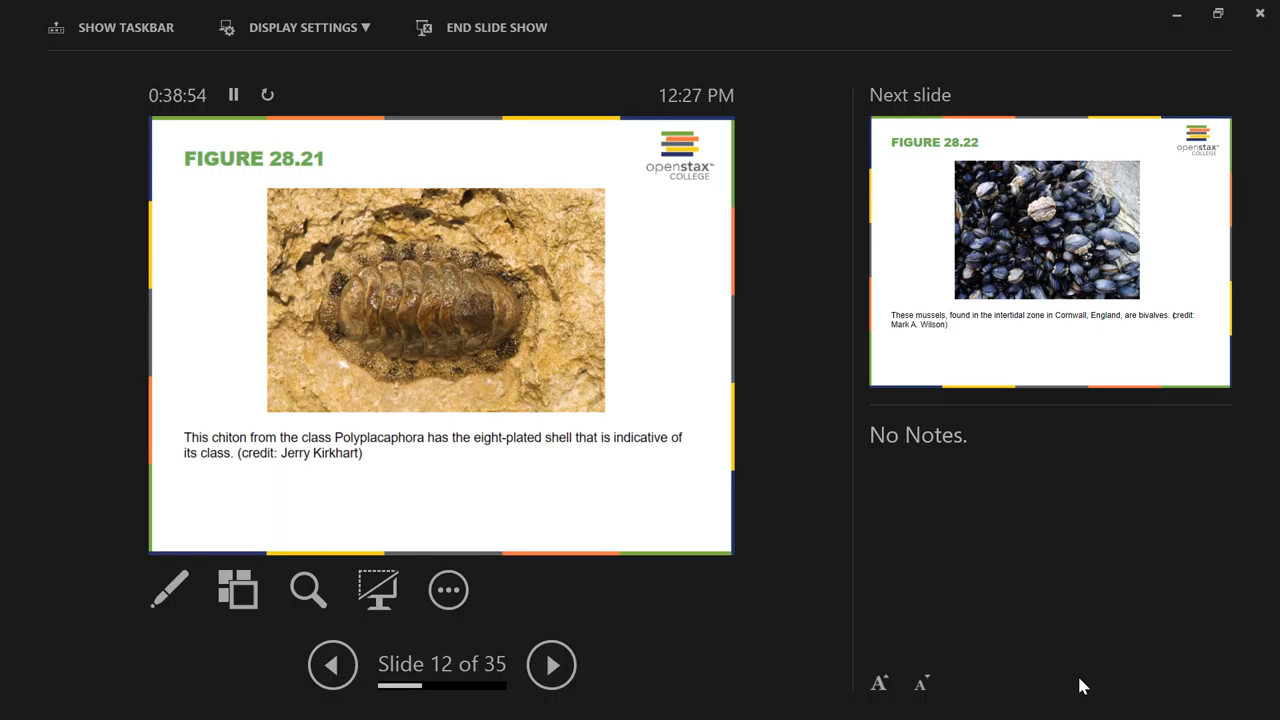 SHOW TASKBAR
DISPLAY SETTINGS ▼
END SLIDE SHOW
0:38:54
12:27 PM
FIGURE 28.21
openstax™
COLLEGE
This chiton from the class Polyplacaphora has the eight-plated shell that is indicative of
its class. (credit: Jerry Kirkhart)
Slide 12 of 35
Next slide
FIGURE 28.22
openstax™
COLLEGE
These mussels, found in the intertidal zone in Cornwall, England, are bivalves. (credit:
Mark A. Wilson)
No Notes.
A A